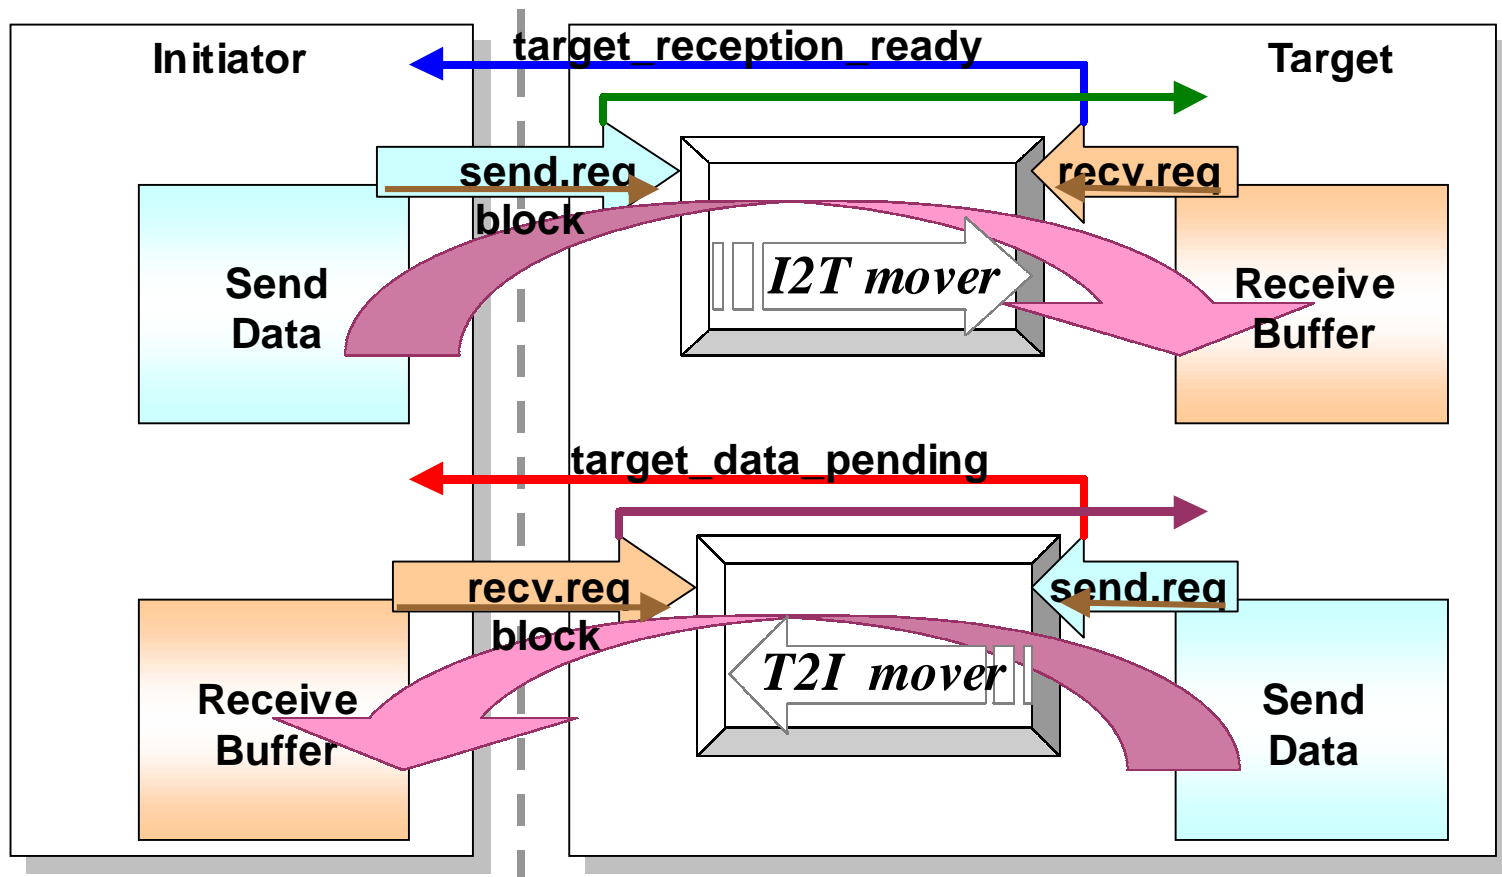 Initiator
target_reception_ready
Target
send.req
block
recv.req
Send
Data
I2T mover
Receive
Buffer
target_data_pending
recv.req
block
send.req
Receive
Buffer
T2I mover
Send
Data